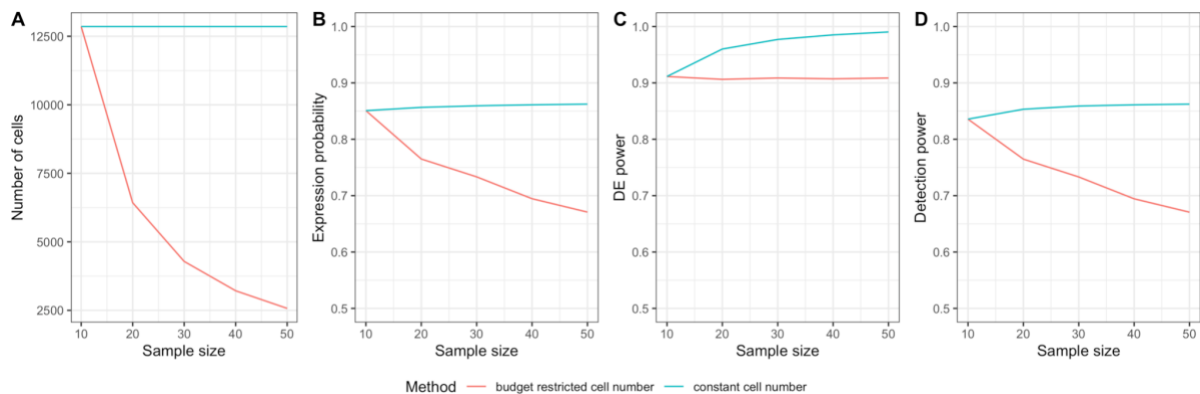 A
Number of cells
12500
10000
7500
5000
2500
10 20 30 40 50
Sample size
B
Expression probability
1.0
0.9
0.8
0.7
0.6
0.5
10 20 30 40 50
Sample size
C
DE power
1.0
0.9
0.8
0.7
0.6
0.5
10 20 30 40 50
Sample size
D
Detection power
1.0
0.9
0.8
0.7
0.6
0.5
10 20 30 40 50
Sample size
Method budget restricted cell number constant cell number